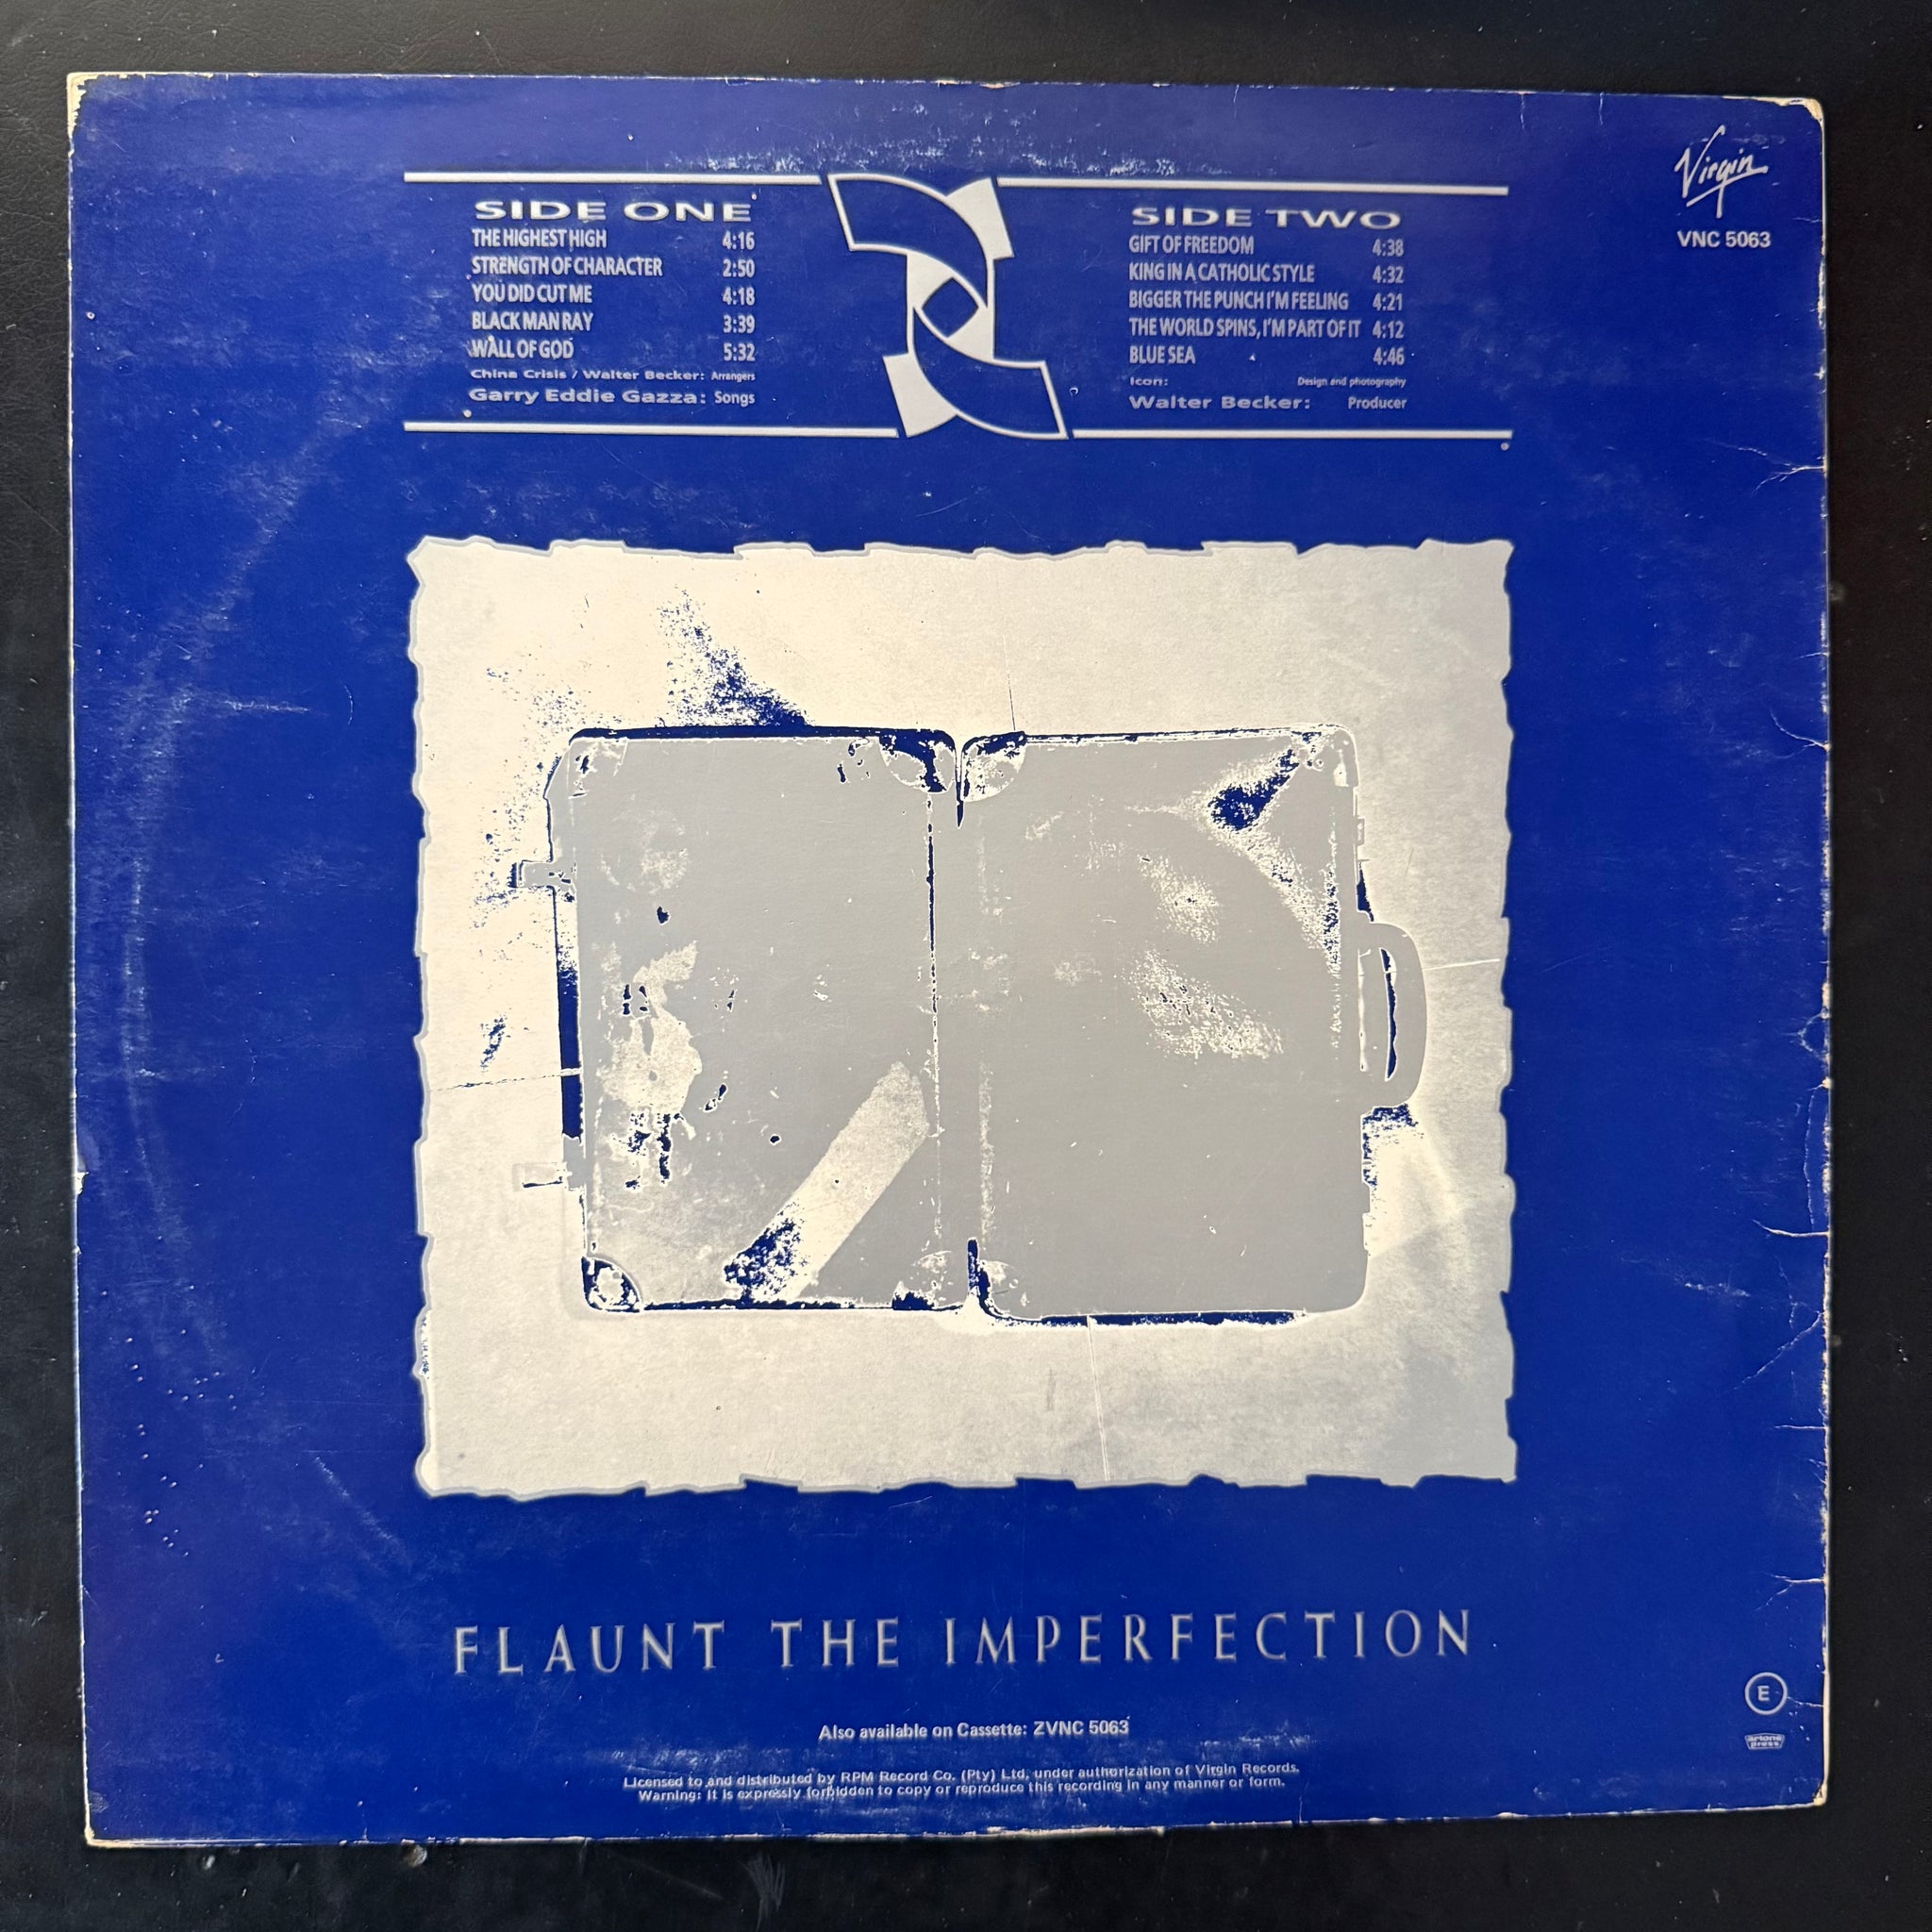 Virgin
VNC 5063
SIDE ONE
THE HIGHEST HIGH 4:16
STRENGTH OF CHARACTER 2:50
YOU DID CUT ME 4:18
BLACK MAN RAY 3:39
WALL OF GOD 5:32
China Crisis / Walter Becker: Arrangers
Garry Eddie Gazza: Songs
SIDE TWO
GIFT OF FREEDOM 4:38
KING IN A CATHOLIC STYLE 4:32
BIGGER THE PUNCH I'M FEELING 4:21
THE WORLD SPINS, I'M PART OF IT 4:12
BLUE SEA 4:46
Icon: Design and photography
Walter Becker: Producer
FLAUNT THE IMPERFECTION
E
artone
press
Also available on Cassette: ZVNC 5063
Licensed to and distributed by RPM Record Co. (Pty) Ltd, under authorization of Virgin Records.
Warning: It is expressly forbidden to copy or reproduce this recording in any manner or form.